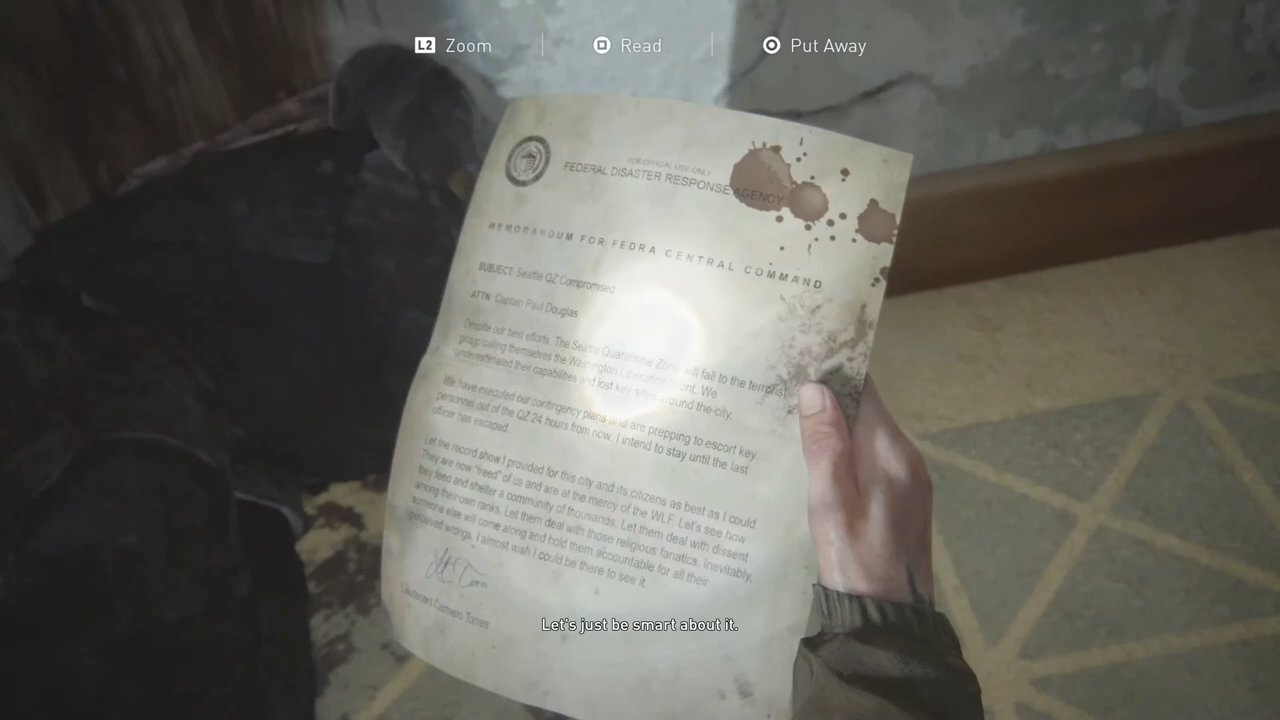 L2 Zoom Read Put Away
FOR OFFICIAL USE ONLY
FEDERAL DISASTER RESPONSE AGENCY
MEMORANDUM FOR FEDRA CENTRAL COMMAND
SUBJECT: Seattle QZ Compromised
ATTN: Captain Paul Douglas
Despite our best efforts, The Seattle Quarantine Zone will fall to the terrorist
group calling themselves the Washington Liberation Front. We
underestimated their capabilities and lost key sites around the city.
We have executed our contingency plans and are prepping to escort key
personnel out of the QZ 24 hours from now. I intend to stay until the last
officer has escaped.
Let the record show I provided for this city and its citizens as best as I could.
They are now "freed" of us and are at the mercy of the WLF. Let's see how
they feed and shelter a community of thousands. Let them deal with dissent
among their own ranks. Let them deal with those religious fanatics. Inevitably,
someone else will come along and hold them accountable for all their
perceived wrongs. I almost wish I could be there to see it.
Lieutenant Carmelo Torres
Let's just be smart about it.